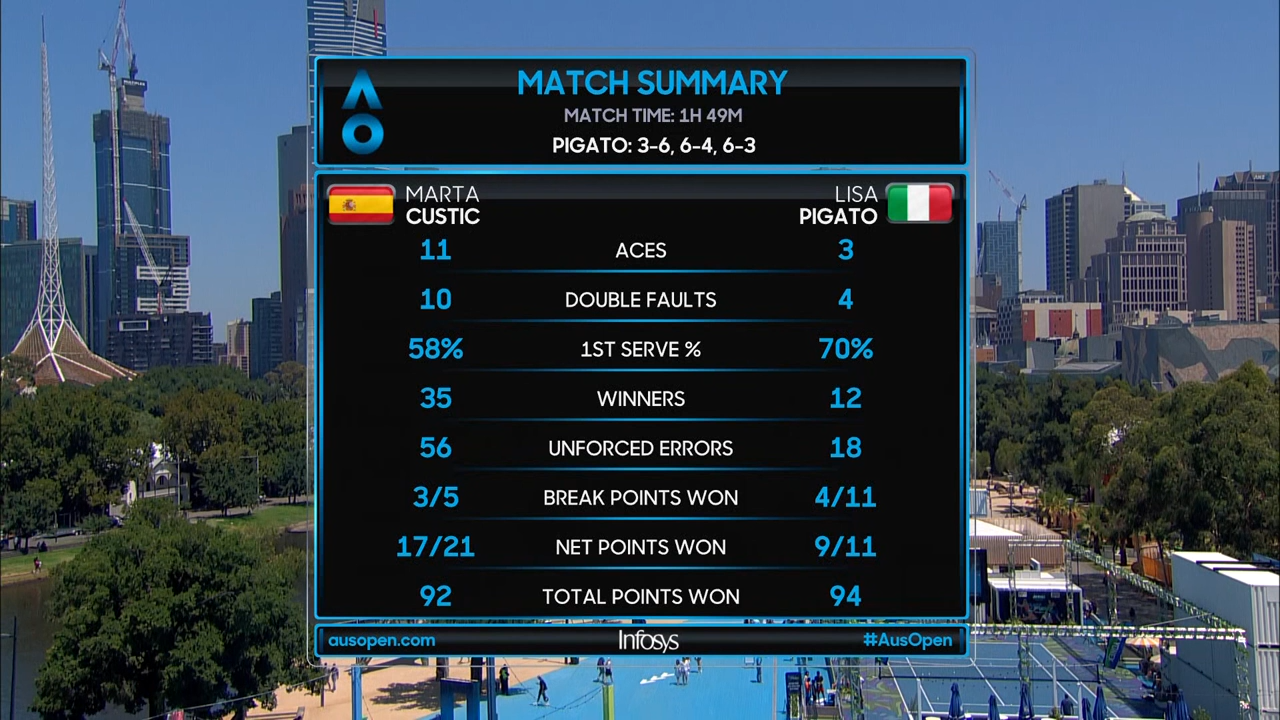 MATCH SUMMARY
MATCH TIME: 1H 49M
PIGATO: 3-6, 6-4, 6-3
MARTA CUSTIC
LISA PIGATO
11 ACES 3
10 DOUBLE FAULTS 4
58% 1ST SERVE % 70%
35 WINNERS 12
56 UNFORCED ERRORS 18
3/5 BREAK POINTS WON 4/11
17/21 NET POINTS WON 9/11
92 TOTAL POINTS WON 94
ausopen.com Infosys #AusOpen